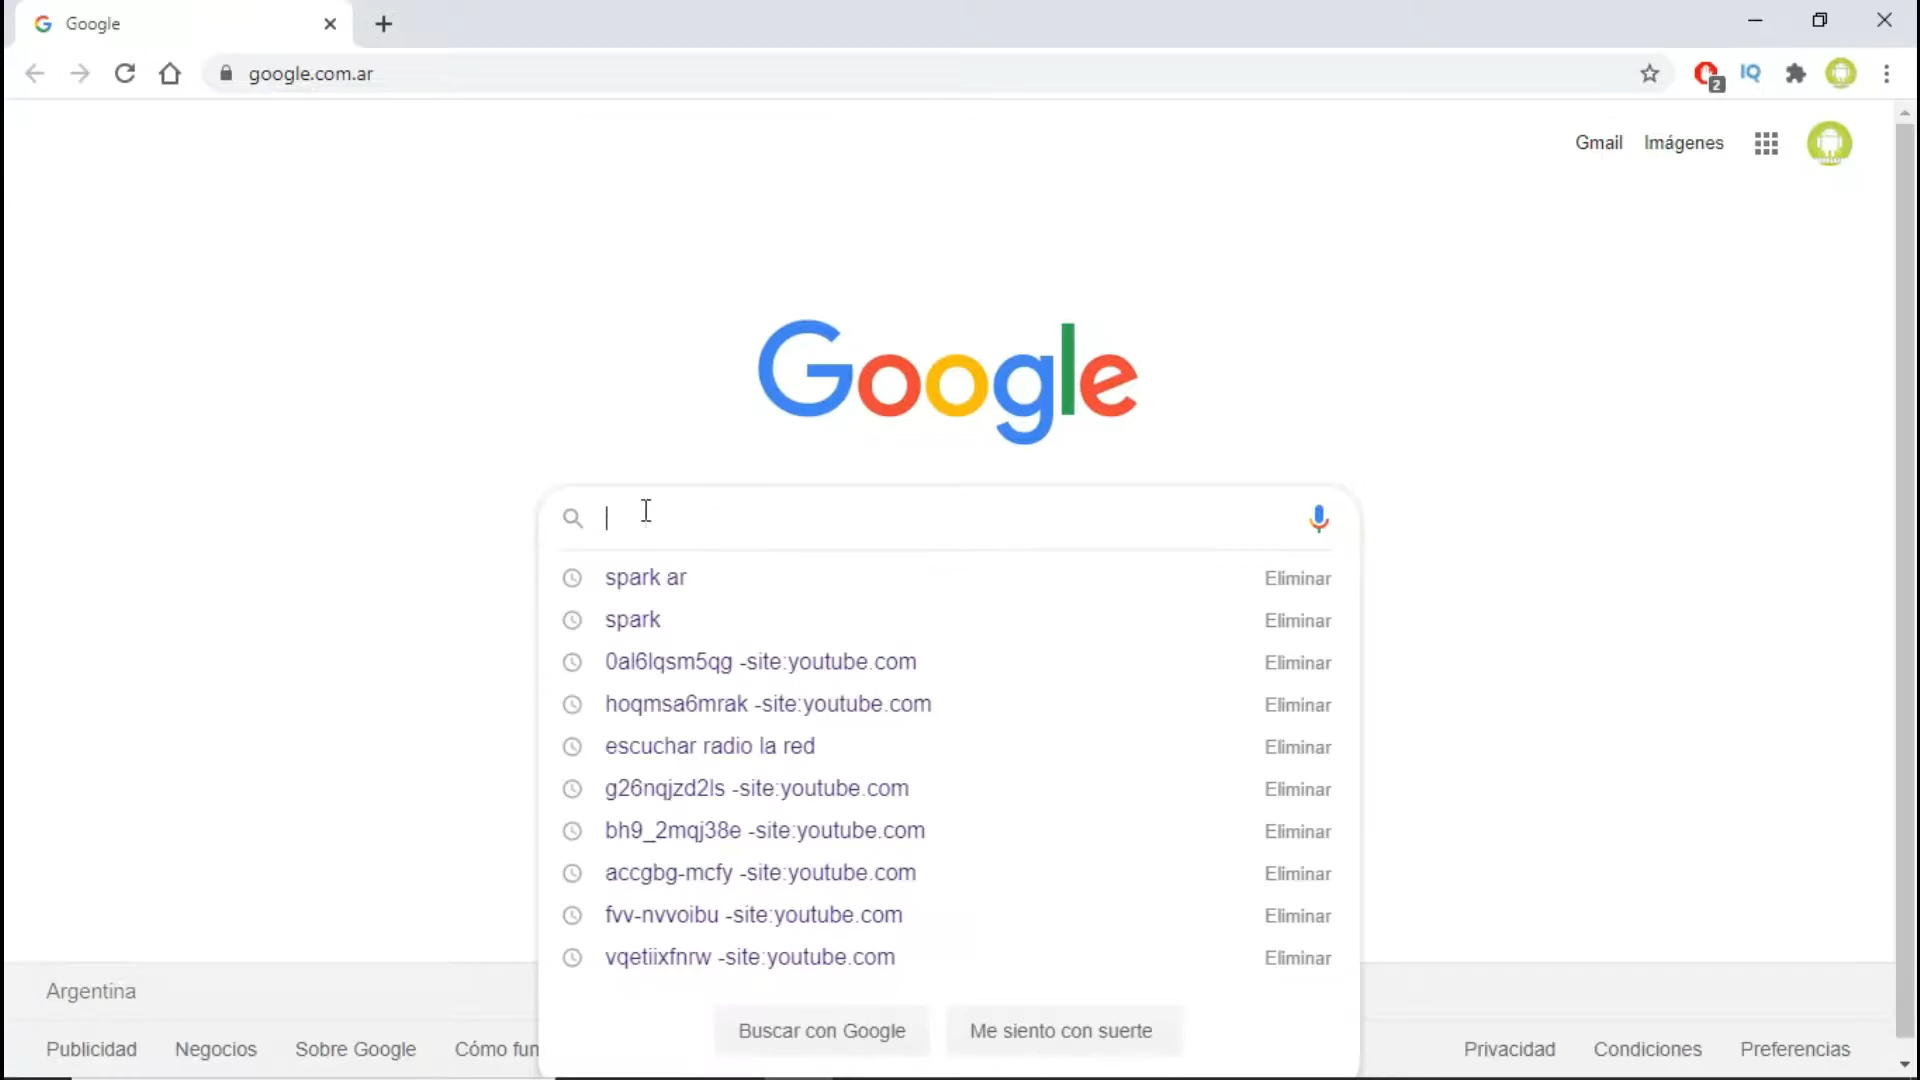 Google
google.com.ar
2
IQ
Gmail Imágenes
Google
spark ar Eliminar
spark Eliminar
0al6lqsm5qg -site:youtube.com Eliminar
hoqmsa6mrak -site:youtube.com Eliminar
escuchar radio la red Eliminar
g26nqjzd2ls -site:youtube.com Eliminar
bh9_2mqj38e -site:youtube.com Eliminar
accgbg-mcfy -site:youtube.com Eliminar
fvv-nvvoibu -site:youtube.com Eliminar
vqetiixfnrw -site:youtube.com Eliminar
Argentina
Buscar con Google Me siento con suerte
Publicidad Negocios Sobre Google Cómo fun Privacidad Condiciones Preferencias